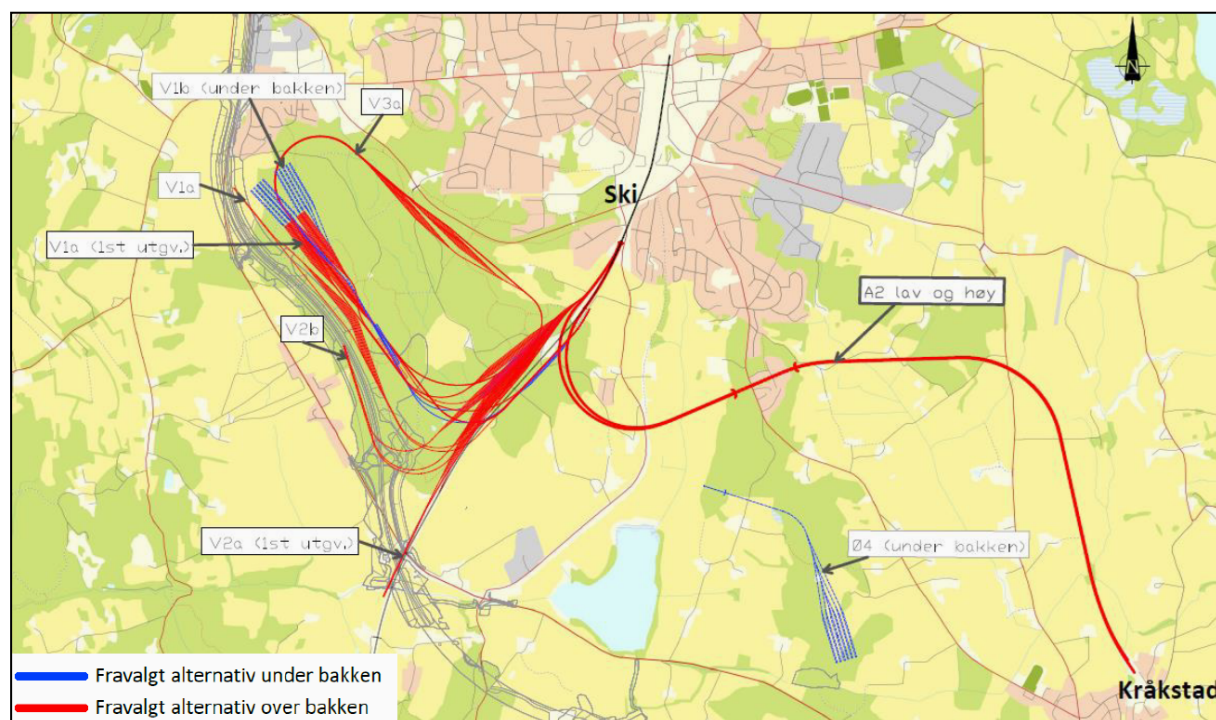 V1b (under bakken)
V3a
N
V1a
Ski
V1a (1st utgv.)
A2 lav og høy
V2b
V2a (1st utgv.)
Ø4 (under bakken)
Fravalgt alternativ under bakken
Fravalgt alternativ over bakken
Kråkstad